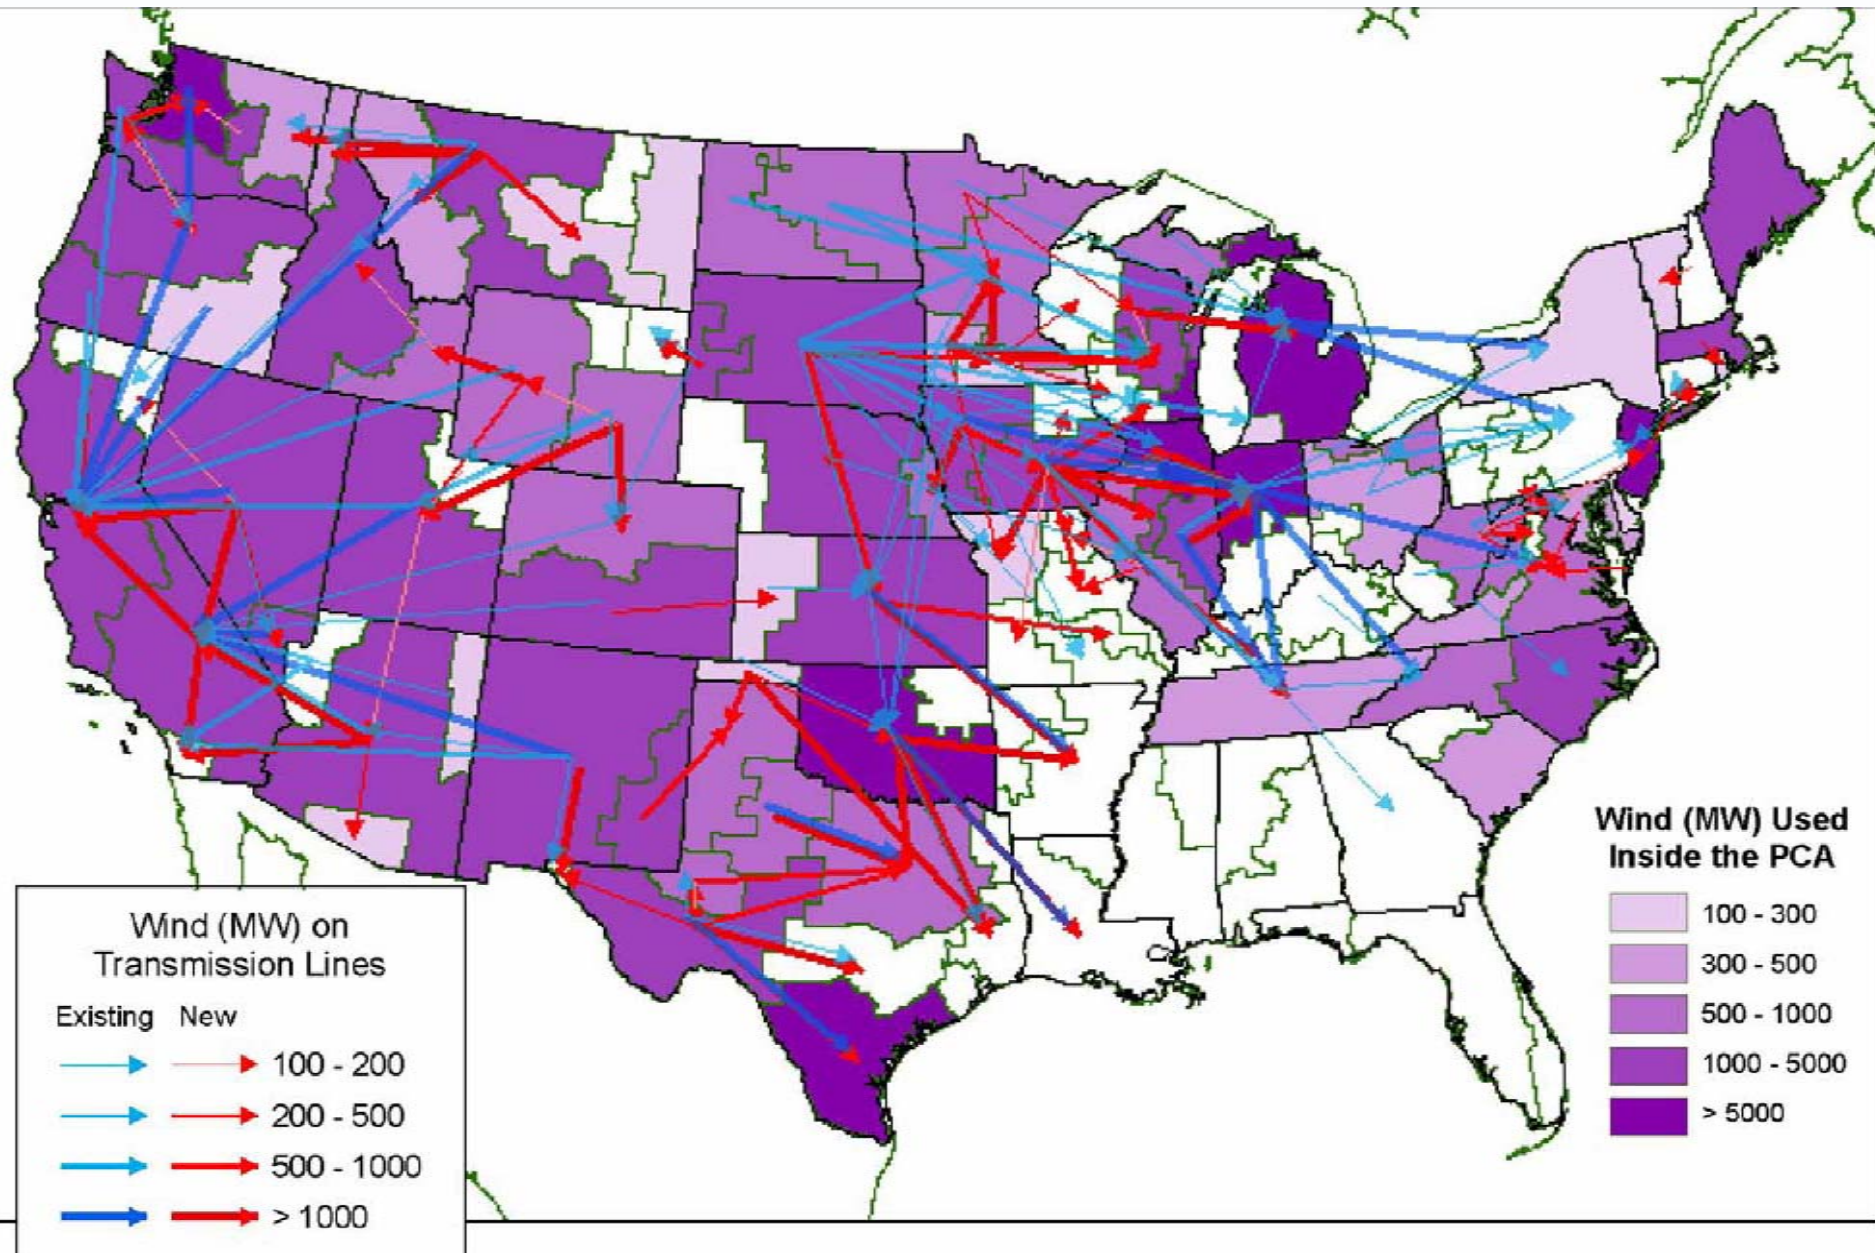 Wind (MW) on
Transmission Lines
Existing New
100 - 200
200 - 500
500 - 1000
> 1000
Wind (MW) Used
Inside the PCA
100 - 300
300 - 500
500 - 1000
1000 - 5000
> 5000